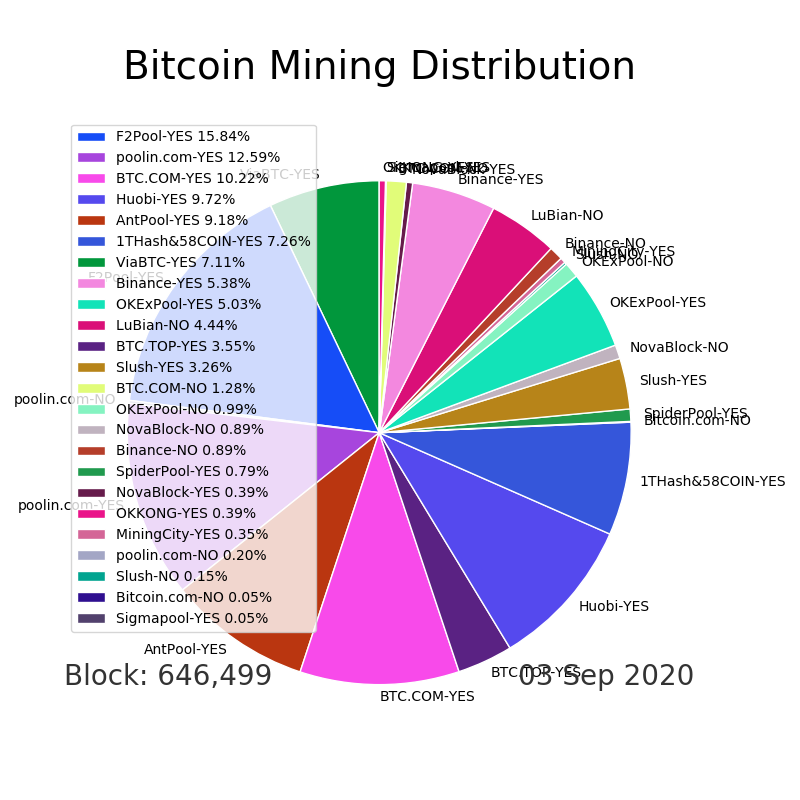 Bitcoin Mining Distribution
F2Pool-YES 15.84%
poolin.com-YES 12.59%
BTC.COM-YES 10.22%
Huobi-YES 9.72%
AntPool-YES 9.18%
1THash&58COIN-YES 7.26%
ViaBTC-YES 7.11%
Binance-YES 5.38%
OKExPool-YES 5.03%
LuBian-NO 4.44%
BTC.TOP-YES 3.55%
Slush-YES 3.26%
BTC.COM-NO 1.28%
OKExPool-NO 0.99%
NovaBlock-NO 0.89%
Binance-NO 0.89%
SpiderPool-YES 0.79%
NovaBlock-YES 0.39%
OKKONG-YES 0.39%
MiningCity-YES 0.35%
poolin.com-NO 0.20%
Slush-NO 0.15%
Bitcoin.com-NO 0.05%
Sigmapool-YES 0.05%
NovaBlock-YES
Binance-YES
LuBian-NO
Binance-NO
MiningCity-YES
Slush-NO
OKExPool-NO
OKExPool-YES
NovaBlock-NO
Slush-YES
SpiderPool-YES
Bitcoin.com-NO
1THash&58COIN-YES
Huobi-YES
BTC.TOP-YES
BTC.COM-YES
AntPool-YES
poolin.com-YES
poolin.com-NO
F2Pool-YES
ViaBTC-YES
Block: 646,499
03 Sep 2020